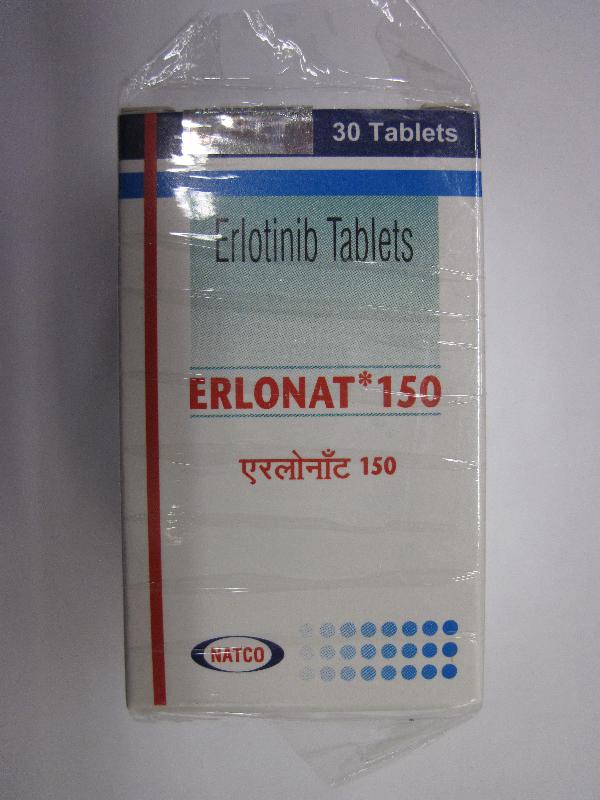 30 Tablets
Erlotinib Tablets
ERLONAT*150
एरलोनॉंट 150
NATCO